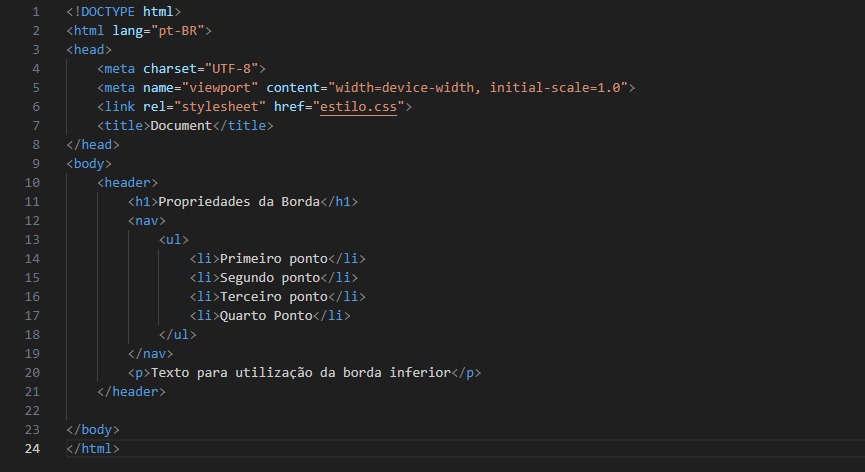 1 <!DOCTYPE html>
2 <html lang="pt-BR">
3 <head>
4     <meta charset="UTF-8">
5     <meta name="viewport" content="width=device-width, initial-scale=1.0">
6     <link rel="stylesheet" href="estilo.css">
7     <title>Document</title>
8 </head>
9 <body>
10     <header>
11         <h1>Propriedades da Borda</h1>
12         <nav>
13             <ul>
14                 <li>Primeiro ponto</li>
15                 <li>Segundo ponto</li>
16                 <li>Terceiro ponto</li>
17                 <li>Quarto Ponto</li>
18             </ul>
19         </nav>
20         <p>Texto para utilização da borda inferior</p>
21     </header>
22
23 </body>
24 </html>